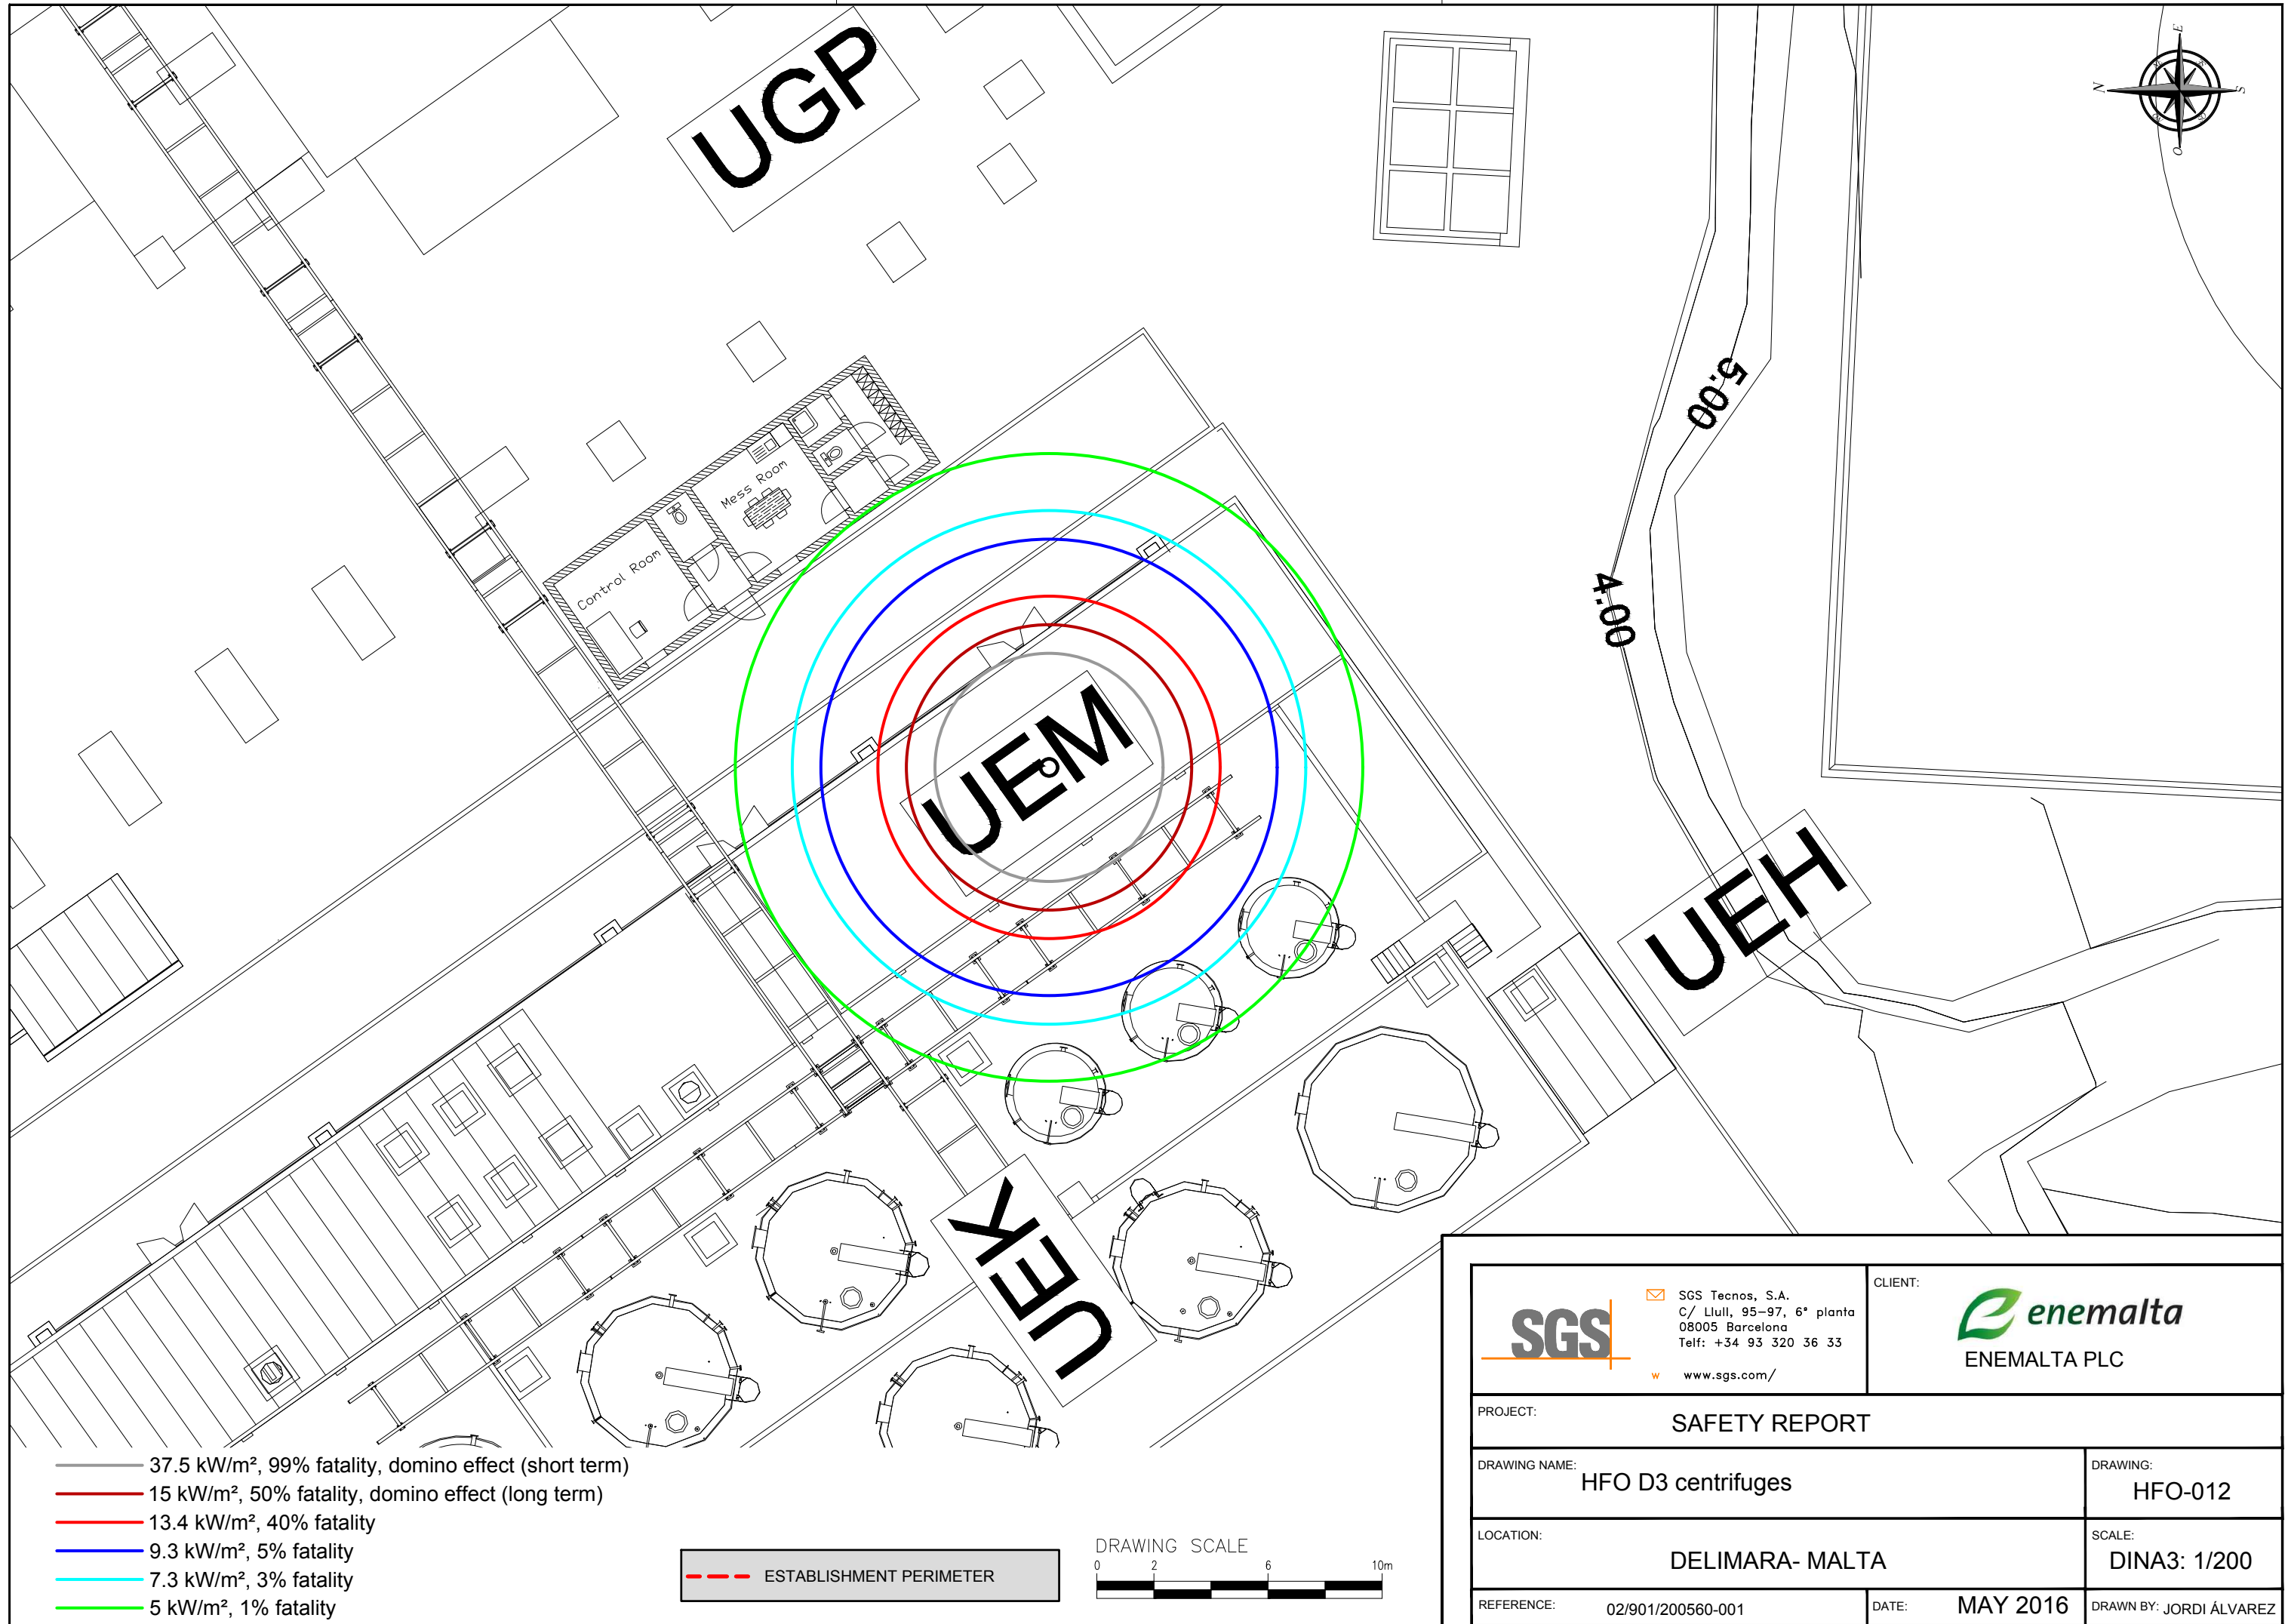 UGP
E
N
S
O
5.00
Mess Room
Control Room
4.00
UEM
UEH
UEK
37.5 kW/m², 99% fatality, domino effect (short term)
15 kW/m², 50% fatality, domino effect (long term)
13.4 kW/m², 40% fatality
9.3 kW/m², 5% fatality
7.3 kW/m², 3% fatality
5 kW/m², 1% fatality
ESTABLISHMENT PERIMETER
DRAWING SCALE
0 2 6 10m
SGS
SGS Tecnos, S.A.
C/ Llull, 95–97, 6ª planta
08005 Barcelona
Telf: +34 93 320 36 33
w www.sgs.com/
CLIENT:
enemalta
ENEMALTA PLC
PROJECT:
SAFETY REPORT
DRAWING NAME:
HFO D3 centrifuges
DRAWING:
HFO-012
LOCATION:
DELIMARA- MALTA
SCALE:
DINA3: 1/200
REFERENCE: 02/901/200560-001
DATE: MAY 2016
DRAWN BY: JORDI ÁLVAREZ